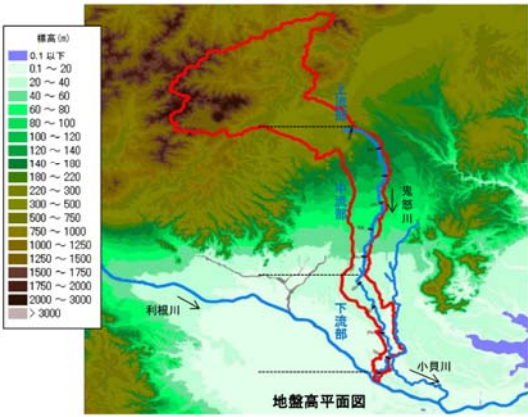 標高(m)
0.1 以下
0.1 ～ 20
20 ～ 40
40 ～ 60
60 ～ 80
80 ～ 100
100 ～ 120
120 ～ 140
140 ～ 180
180 ～ 220
220 ～ 300
300 ～ 500
500 ～ 750
750 ～ 1000
1000 ～ 1250
1250 ～ 1500
1500 ～ 1750
1750 ～ 2000
2000 ～ 3000
> 3000
上流部
中流部
鬼怒川
利根川
下流部
小貝川
地盤高平面図